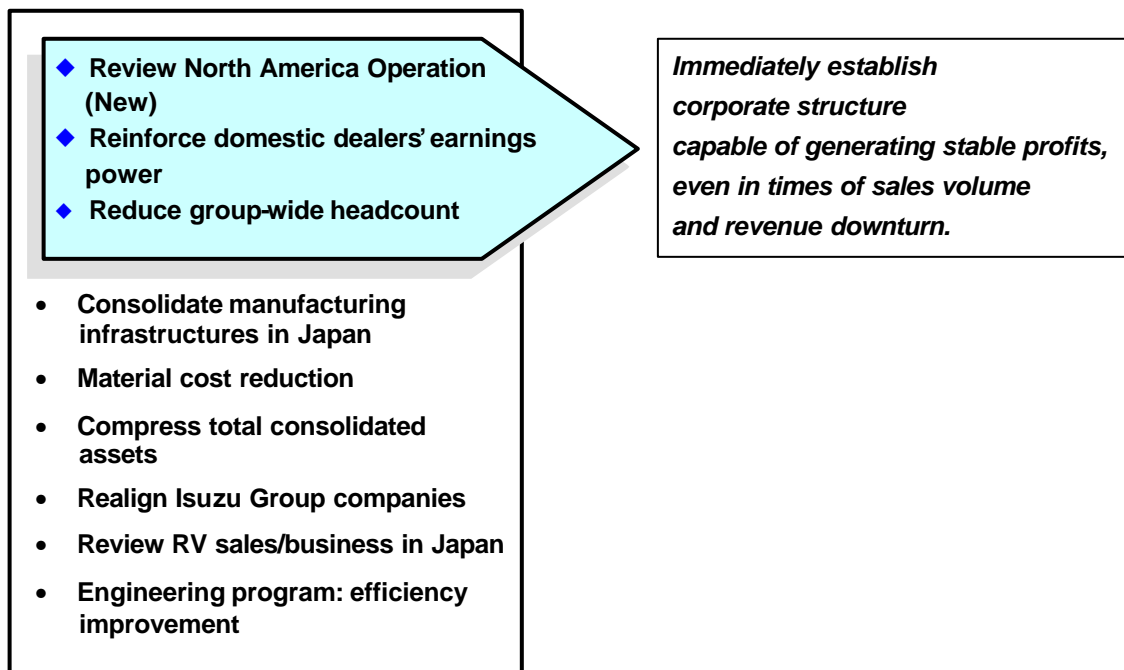 ◆ Review North America Operation
(New)
◆ Reinforce domestic dealers' earnings
power
◆ Reduce group-wide headcount
• Consolidate manufacturing
infrastructures in Japan
• Material cost reduction
• Compress total consolidated
assets
• Realign Isuzu Group companies
• Review RV sales/business in Japan
• Engineering program: efficiency
improvement
Immediately establish
corporate structure
capable of generating stable profits,
even in times of sales volume
and revenue downturn.